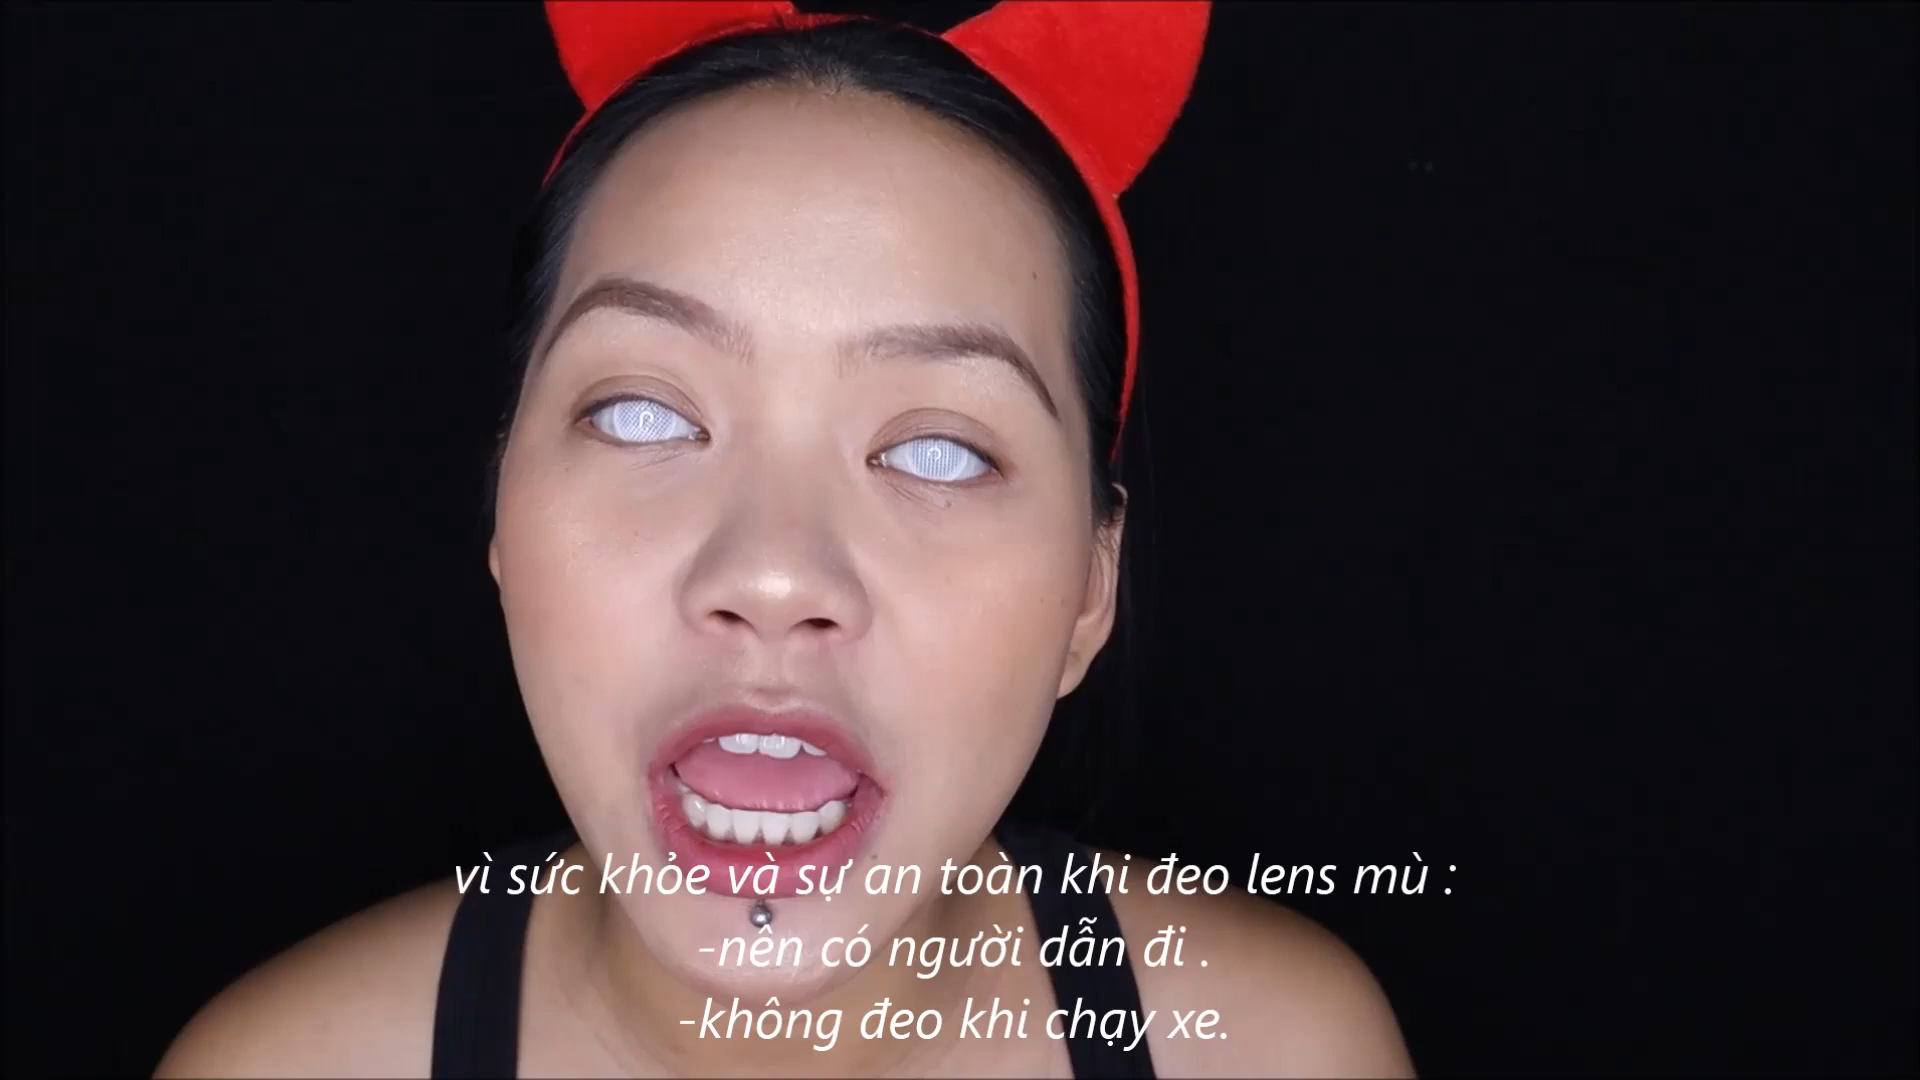 vì sức khỏe và sự an toàn khi đeo lens mù :
-nên có người dẫn đi .
-không đeo khi chạy xe.